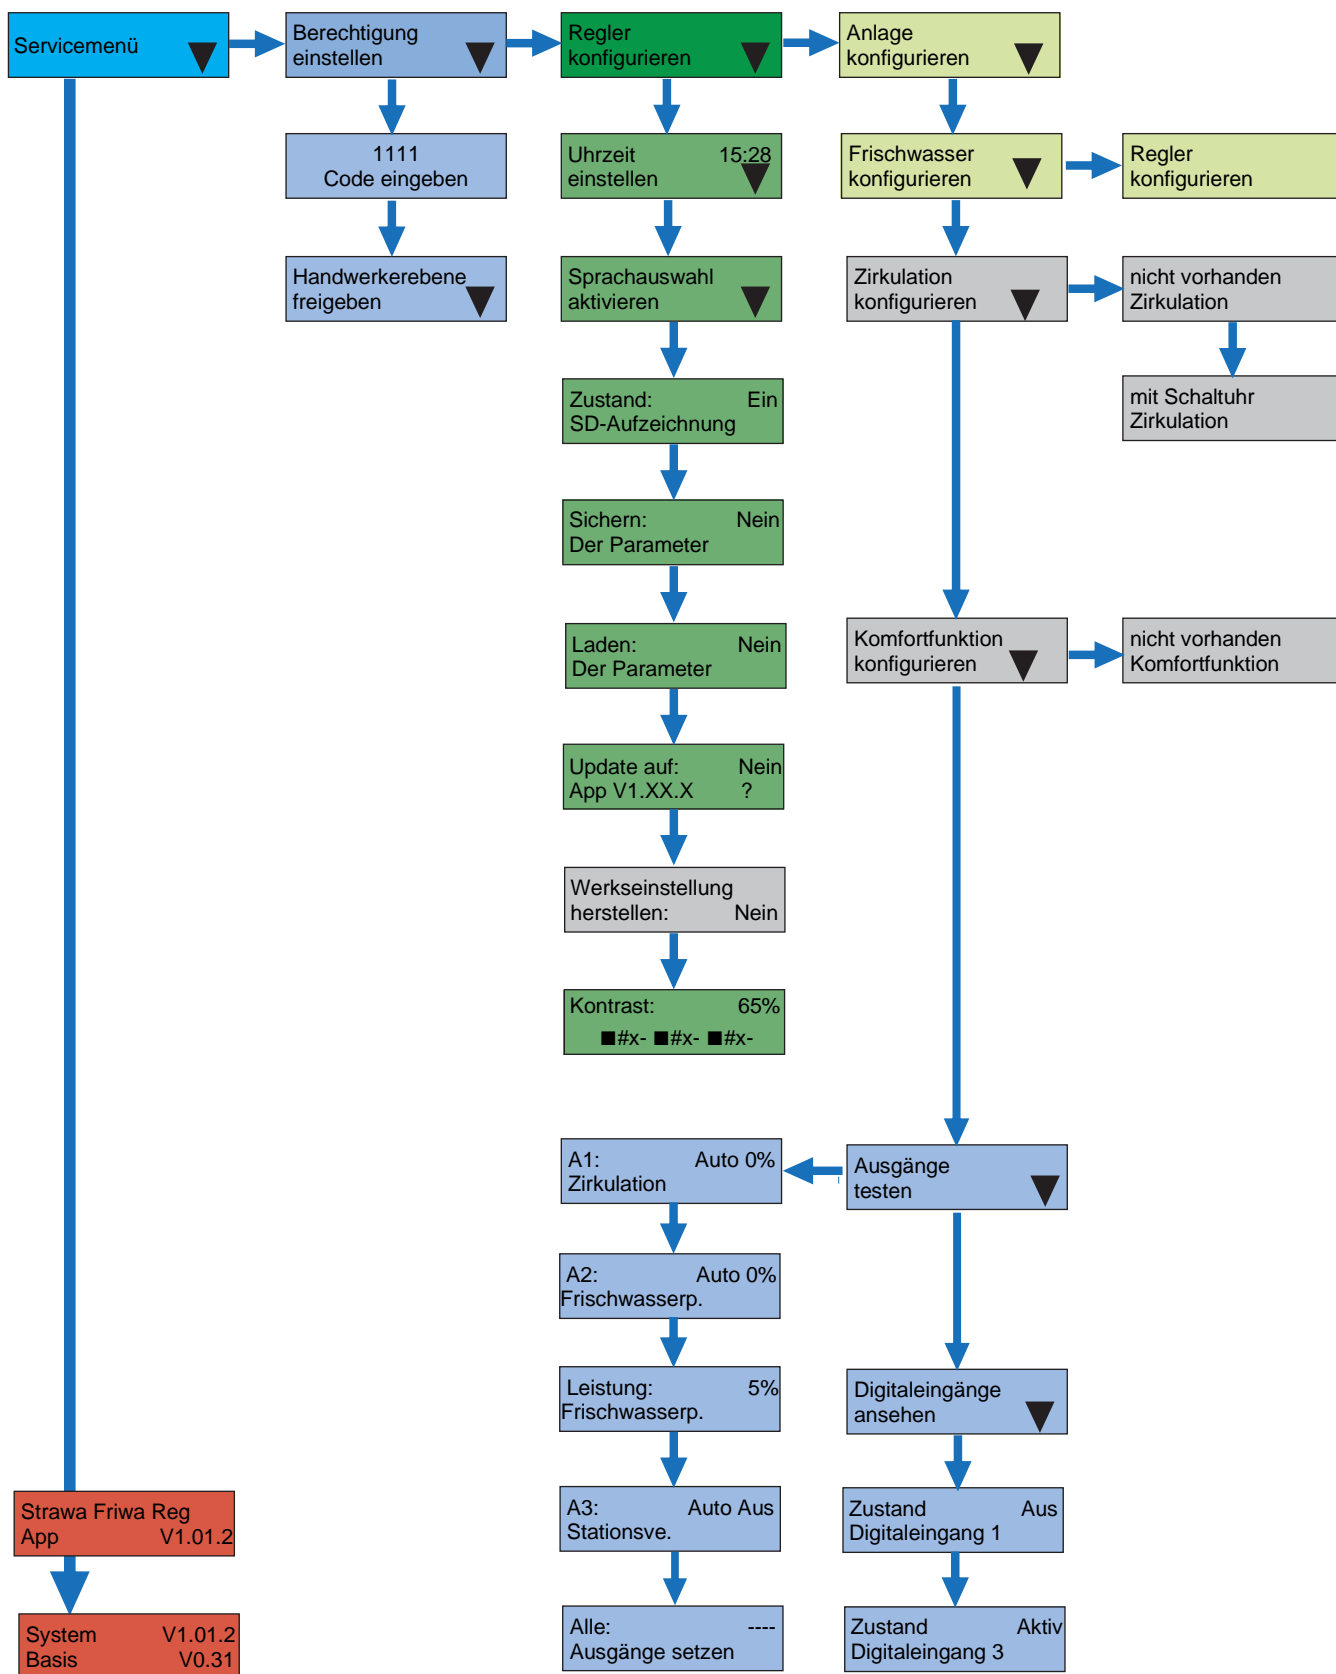 Servicemenü
Berechtigung
einstellen
Regler
konfigurieren
Anlage
konfigurieren
1111
Code eingeben
Uhrzeit 15:28
einstellen
Frischwasser
konfigurieren
Regler
konfigurieren
Handwerkerebene
freigeben
Sprachauswahl
aktivieren
Zirkulation
konfigurieren
nicht vorhanden
Zirkulation
Zustand: Ein
SD-Aufzeichnung
mit Schaltuhr
Zirkulation
Sichern: Nein
Der Parameter
Laden: Nein
Der Parameter
Komfortfunktion
konfigurieren
nicht vorhanden
Komfortfunktion
Update auf: Nein
App V1.XX.X ?
Werkseinstellung
herstellen: Nein
Kontrast: 65%
■#x- ■#x- ■#x-
A1: Auto 0%
Zirkulation
Ausgänge
testen
A2: Auto 0%
Frischwasserp.
Leistung: 5%
Frischwasserp.
Digitaleingänge
ansehen
Strawa Friwa Reg
App V1.01.2
A3: Auto Aus
Stationsve.
Zustand Aus
Digitaleingang 1
System V1.01.2
Basis V0.31
Alle: ----
Ausgänge setzen
Zustand Aktiv
Digitaleingang 3